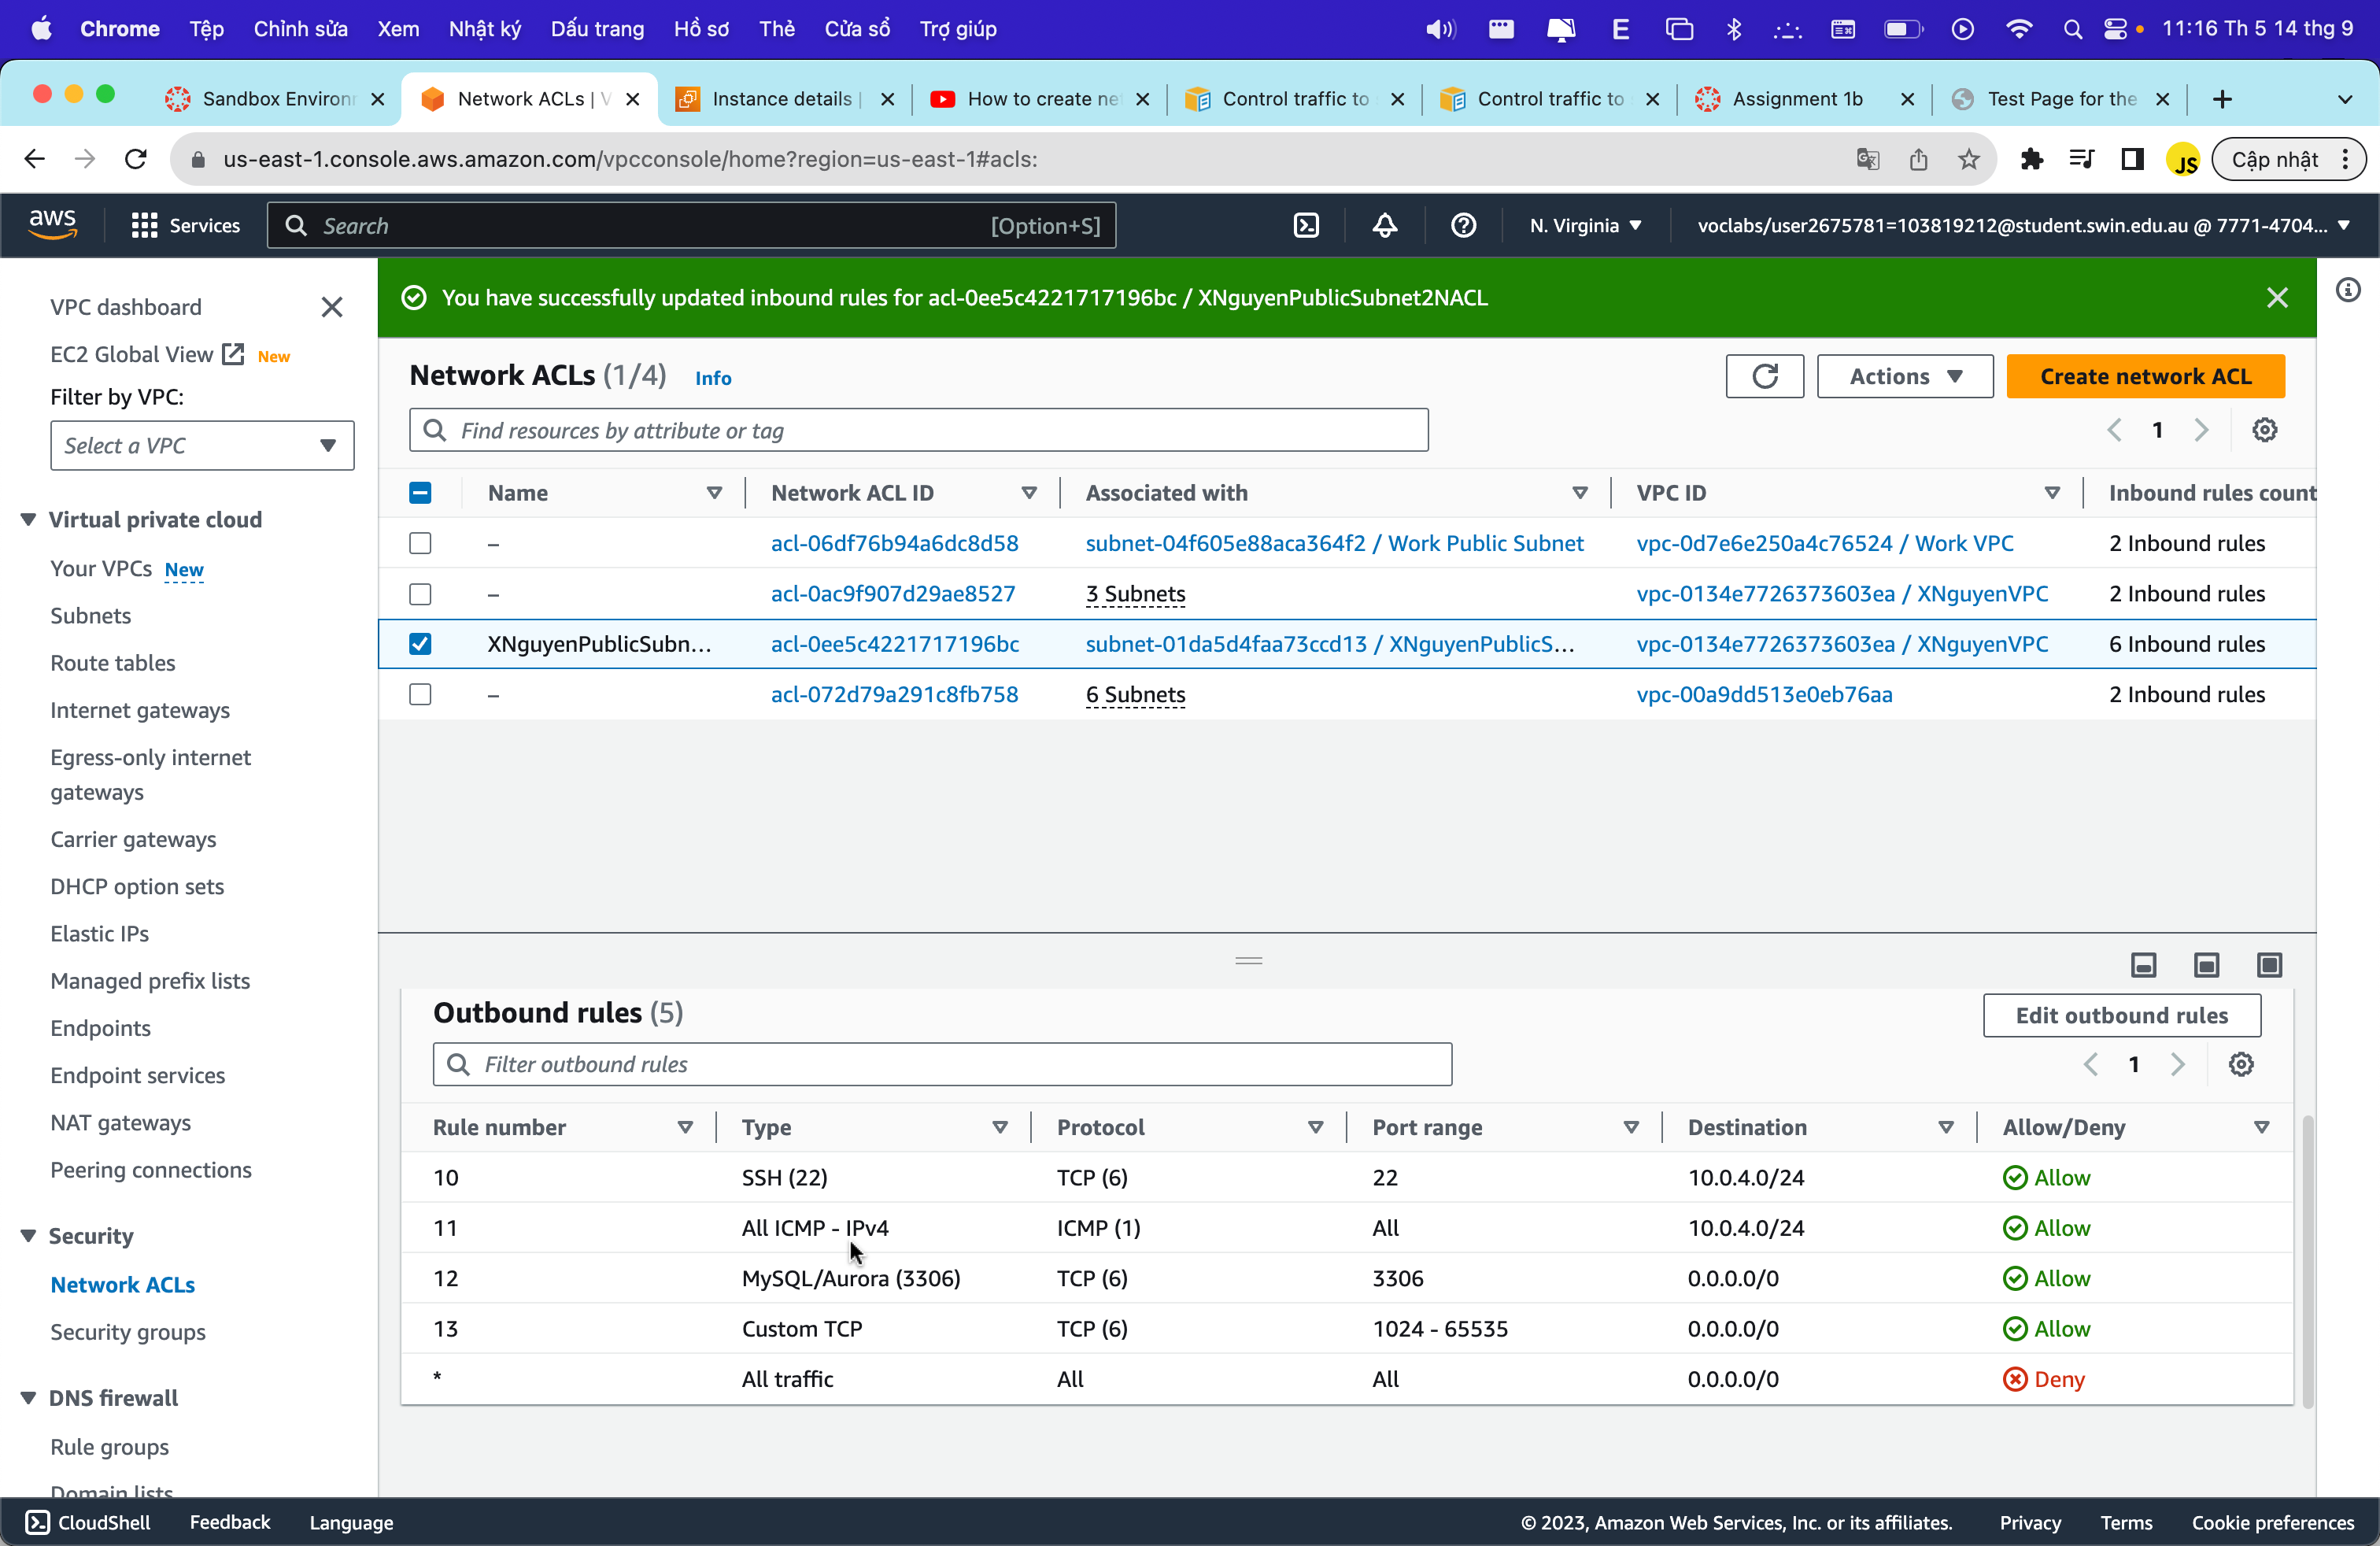 Chrome Tệp Chỉnh sửa Xem Nhật ký Dấu trang Hồ sơ Thẻ Cửa sổ Trợ giúp 11:16 Th 5 14 thg 9
Sandbox Environ Network ACLs | V Instance details | How to create ne Control traffic to Control traffic to Assignment 1b Test Page for the
us-east-1.console.aws.amazon.com/vpcconsole/home?region=us-east-1#acls: JS Cập nhật
aws Services Search [Option+S] N. Virginia voclabs/user2675781=103819212@student.swin.edu.au @ 7771-4704...
VPC dashboard
EC2 Global View New
Filter by VPC:
Select a VPC
Virtual private cloud
Your VPCs New
Subnets
Route tables
Internet gateways
Egress-only internet
gateways
Carrier gateways
DHCP option sets
Elastic IPs
Managed prefix lists
Endpoints
Endpoint services
NAT gateways
Peering connections
Security
Network ACLs
Security groups
DNS firewall
Rule groups
Domain lists
You have successfully updated inbound rules for acl-0ee5c4221717196bc / XNguyenPublicSubnet2NACL
Network ACLs (1/4) Info Actions Create network ACL
Find resources by attribute or tag 1
Name Network ACL ID Associated with VPC ID Inbound rules count
– acl-06df76b94a6dc8d58 subnet-04f605e88aca364f2 / Work Public Subnet vpc-0d7e6e250a4c76524 / Work VPC 2 Inbound rules
– acl-0ac9f907d29ae8527 3 Subnets vpc-0134e7726373603ea / XNguyenVPC 2 Inbound rules
XNguyenPublicSubn... acl-0ee5c4221717196bc subnet-01da5d4faa73ccd13 / XNguyenPublicS... vpc-0134e7726373603ea / XNguyenVPC 6 Inbound rules
– acl-072d79a291c8fb758 6 Subnets vpc-00a9dd513e0eb76aa 2 Inbound rules
Outbound rules (5) Edit outbound rules
Filter outbound rules 1
Rule number Type Protocol Port range Destination Allow/Deny
10 SSH (22) TCP (6) 22 10.0.4.0/24 Allow
11 All ICMP - IPv4 ICMP (1) All 10.0.4.0/24 Allow
12 MySQL/Aurora (3306) TCP (6) 3306 0.0.0.0/0 Allow
13 Custom TCP TCP (6) 1024 - 65535 0.0.0.0/0 Allow
* All traffic All All 0.0.0.0/0 Deny
CloudShell Feedback Language © 2023, Amazon Web Services, Inc. or its affiliates. Privacy Terms Cookie preferences